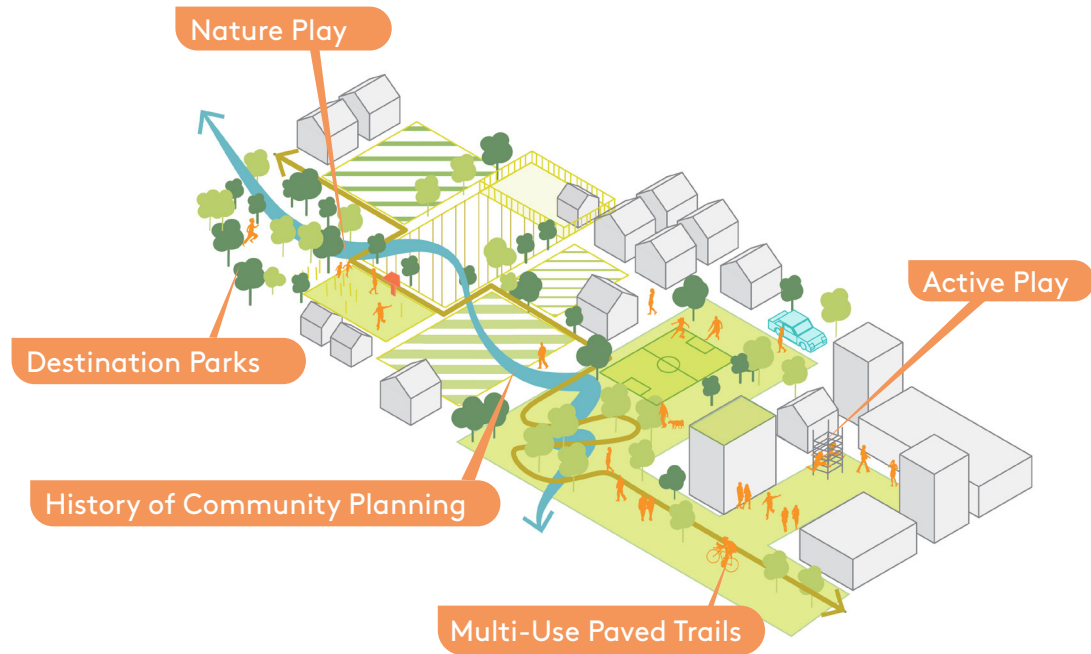 Nature Play
Active Play
Destination Parks
History of Community Planning
Multi-Use Paved Trails